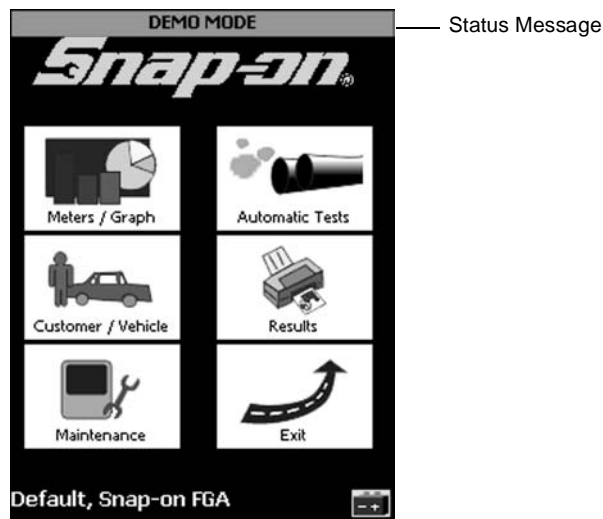 DEMO MODE
Status Message
Snap-on®
Meters / Graph
Automatic Tests
Customer / Vehicle
Results
Maintenance
Exit
Default, Snap-on FGA
- +